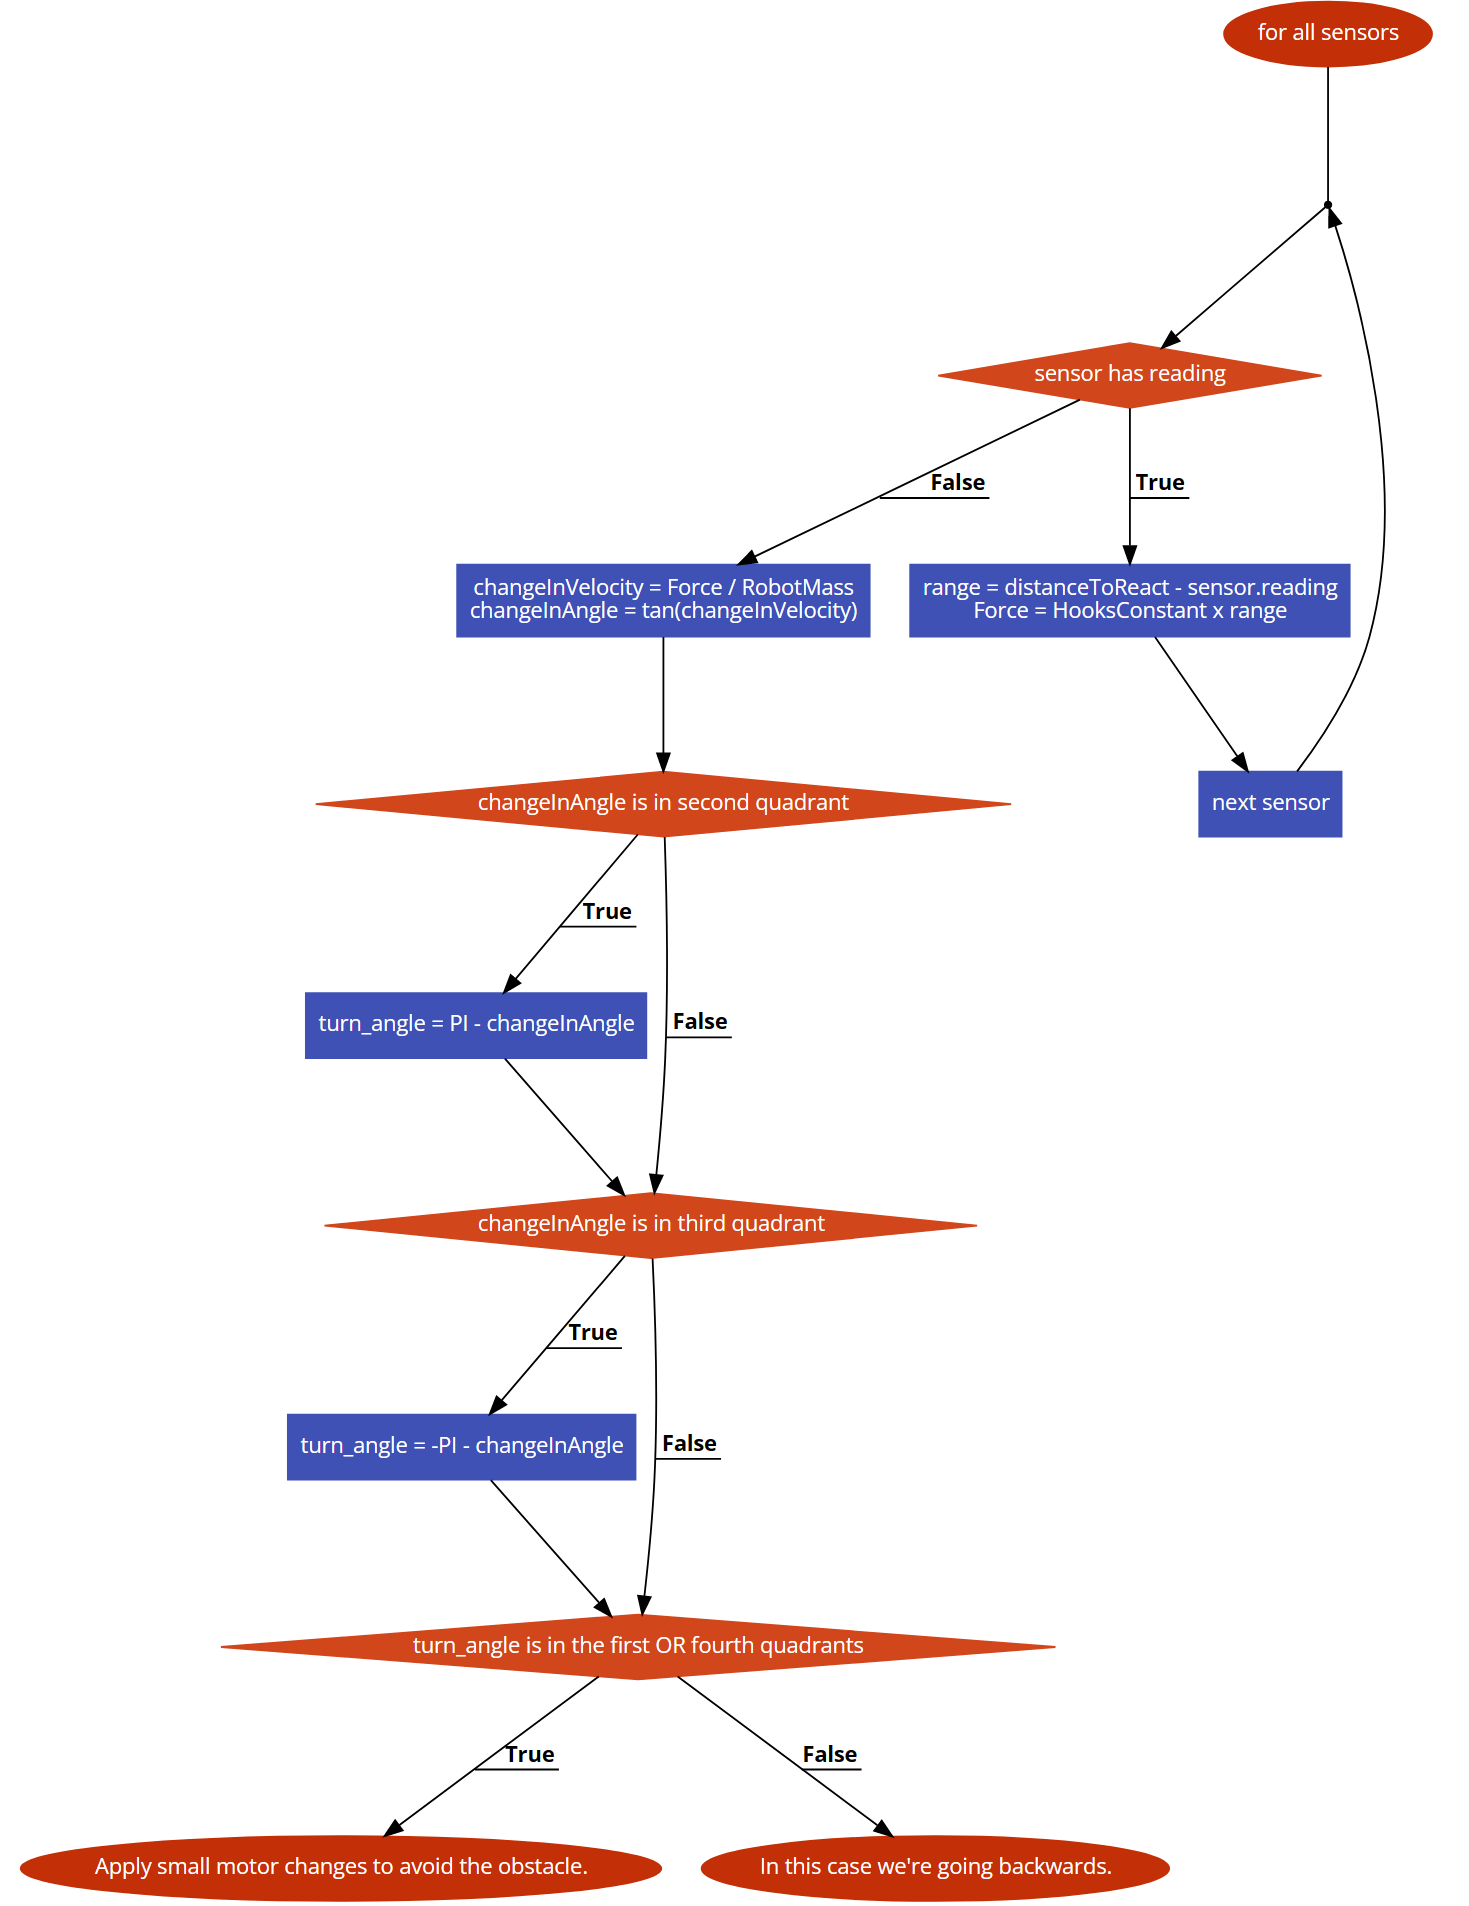 for all sensors
sensor has reading
False
True
changeInVelocity = Force / RobotMass
changeInAngle = tan(changeInVelocity)
range = distanceToReact - sensor.reading
Force = HooksConstant x range
changeInAngle is in second quadrant
next sensor
True
turn_angle = PI - changeInAngle
False
changeInAngle is in third quadrant
True
turn_angle = -PI - changeInAngle
False
turn_angle is in the first OR fourth quadrants
True
False
Apply small motor changes to avoid the obstacle.
In this case we're going backwards.